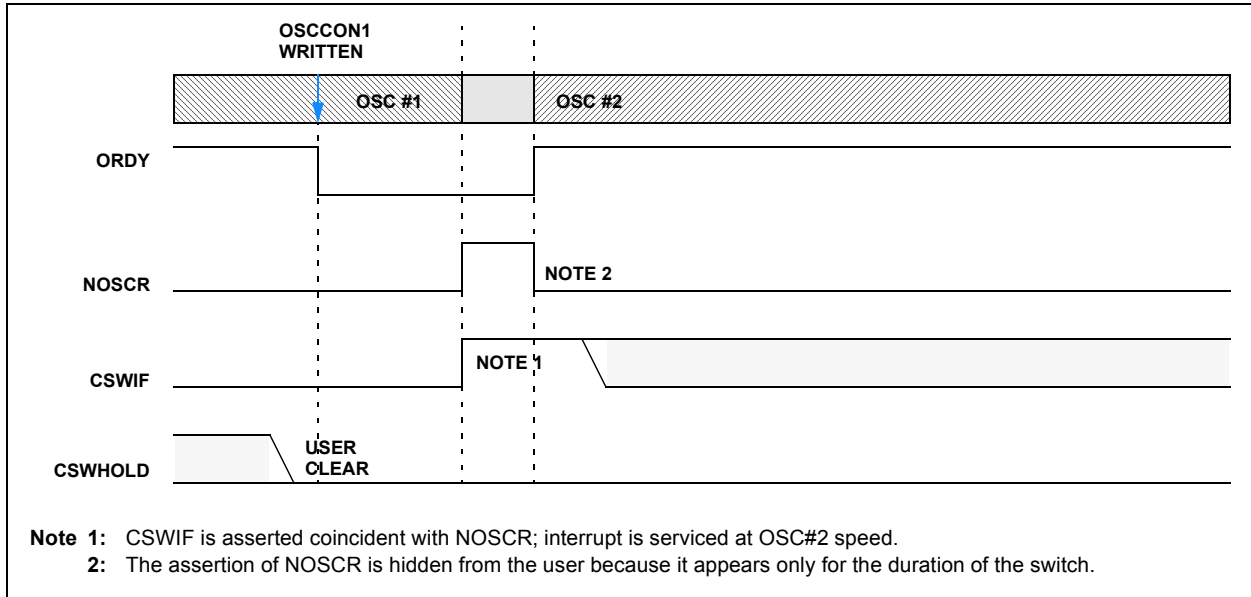 OSCCON1
WRITTEN
OSC #1
OSC #2
ORDY
NOSCR
NOTE 2
CSWIF
NOTE 1
CSWHOLD
USER
CLEAR
Note 1: CSWIF is asserted coincident with NOSCR; interrupt is serviced at OSC#2 speed.
2: The assertion of NOSCR is hidden from the user because it appears only for the duration of the switch.